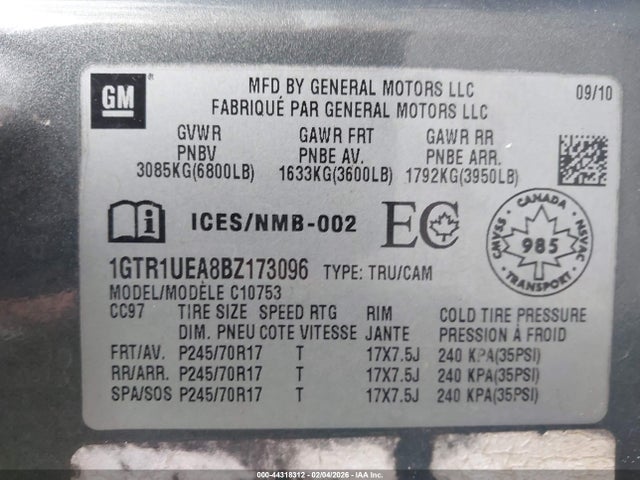 GM
MFD BY GENERAL MOTORS LLC
FABRIQUÉ PAR GENERAL MOTORS LLC
09/10
GVWR GAWR FRT GAWR RR
PNBV PNBE AV. PNBE ARR.
3085KG(6800LB) 1633KG(3600LB) 1792KG(3950LB)
ICES/NMB-002
EC
CANADA
CMVSS 985 NSVAC
1GTR1UEA8BZ173096 TYPE: TRU/CAM
MODEL/MODÈLE C10753
CC97 TIRE SIZE SPEED RTG RIM COLD TIRE PRESSURE
DIM. PNEU COTE VITESSE JANTE PRESSION À FROID
FRT/AV. P245/70R17 T 17X7.5J 240 KPA(35PSI)
RR/ARR. P245/70R17 T 17X7.5J 240 KPA(35PSI)
SPA/SOS P245/70R17 T 17X7.5J 240 KPA(35PSI)
000-44318312 - 02/04/2026 - IAA Inc.